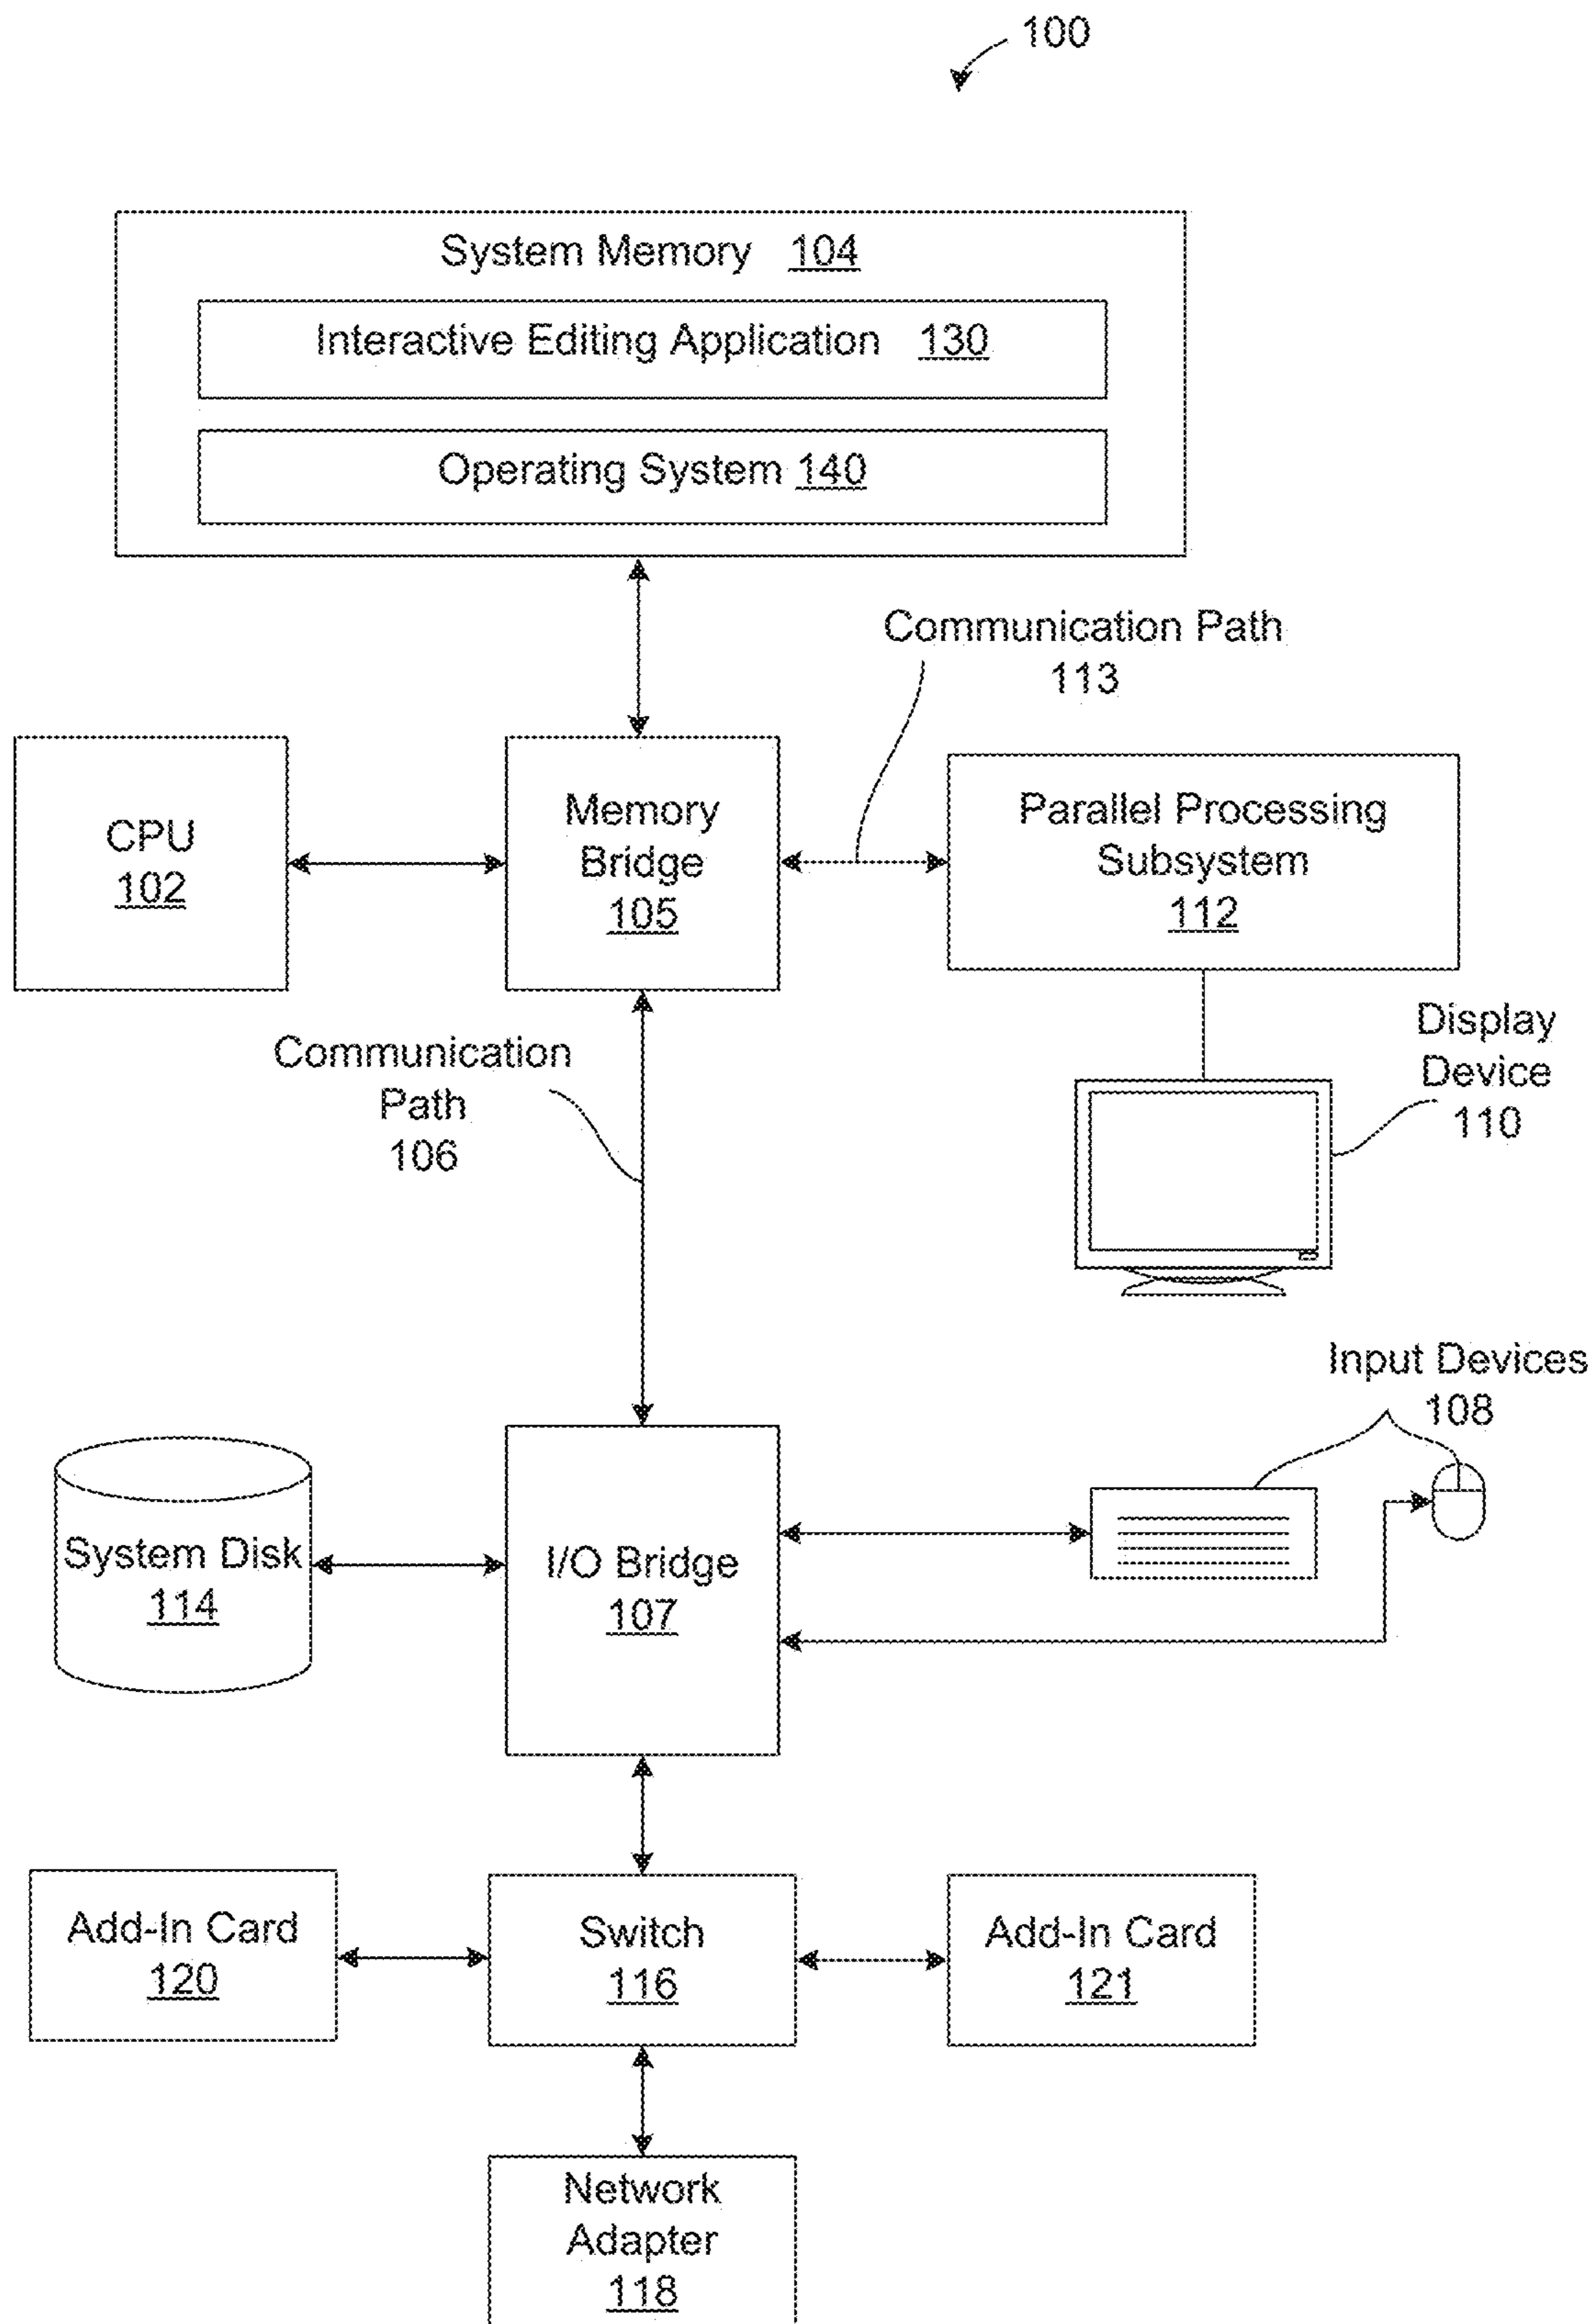 100
System Memory 104
Interactive Editing Application 130
Operating System 140
Communication Path
113
CPU
102
Memory
Bridge
105
Parallel Processing
Subsystem
112
Communication
Path
106
Display
Device
110
Input Devices
108
System Disk
114
I/O Bridge
107
Add-In Card
120
Switch
116
Add-In Card
121
Network
Adapter
118